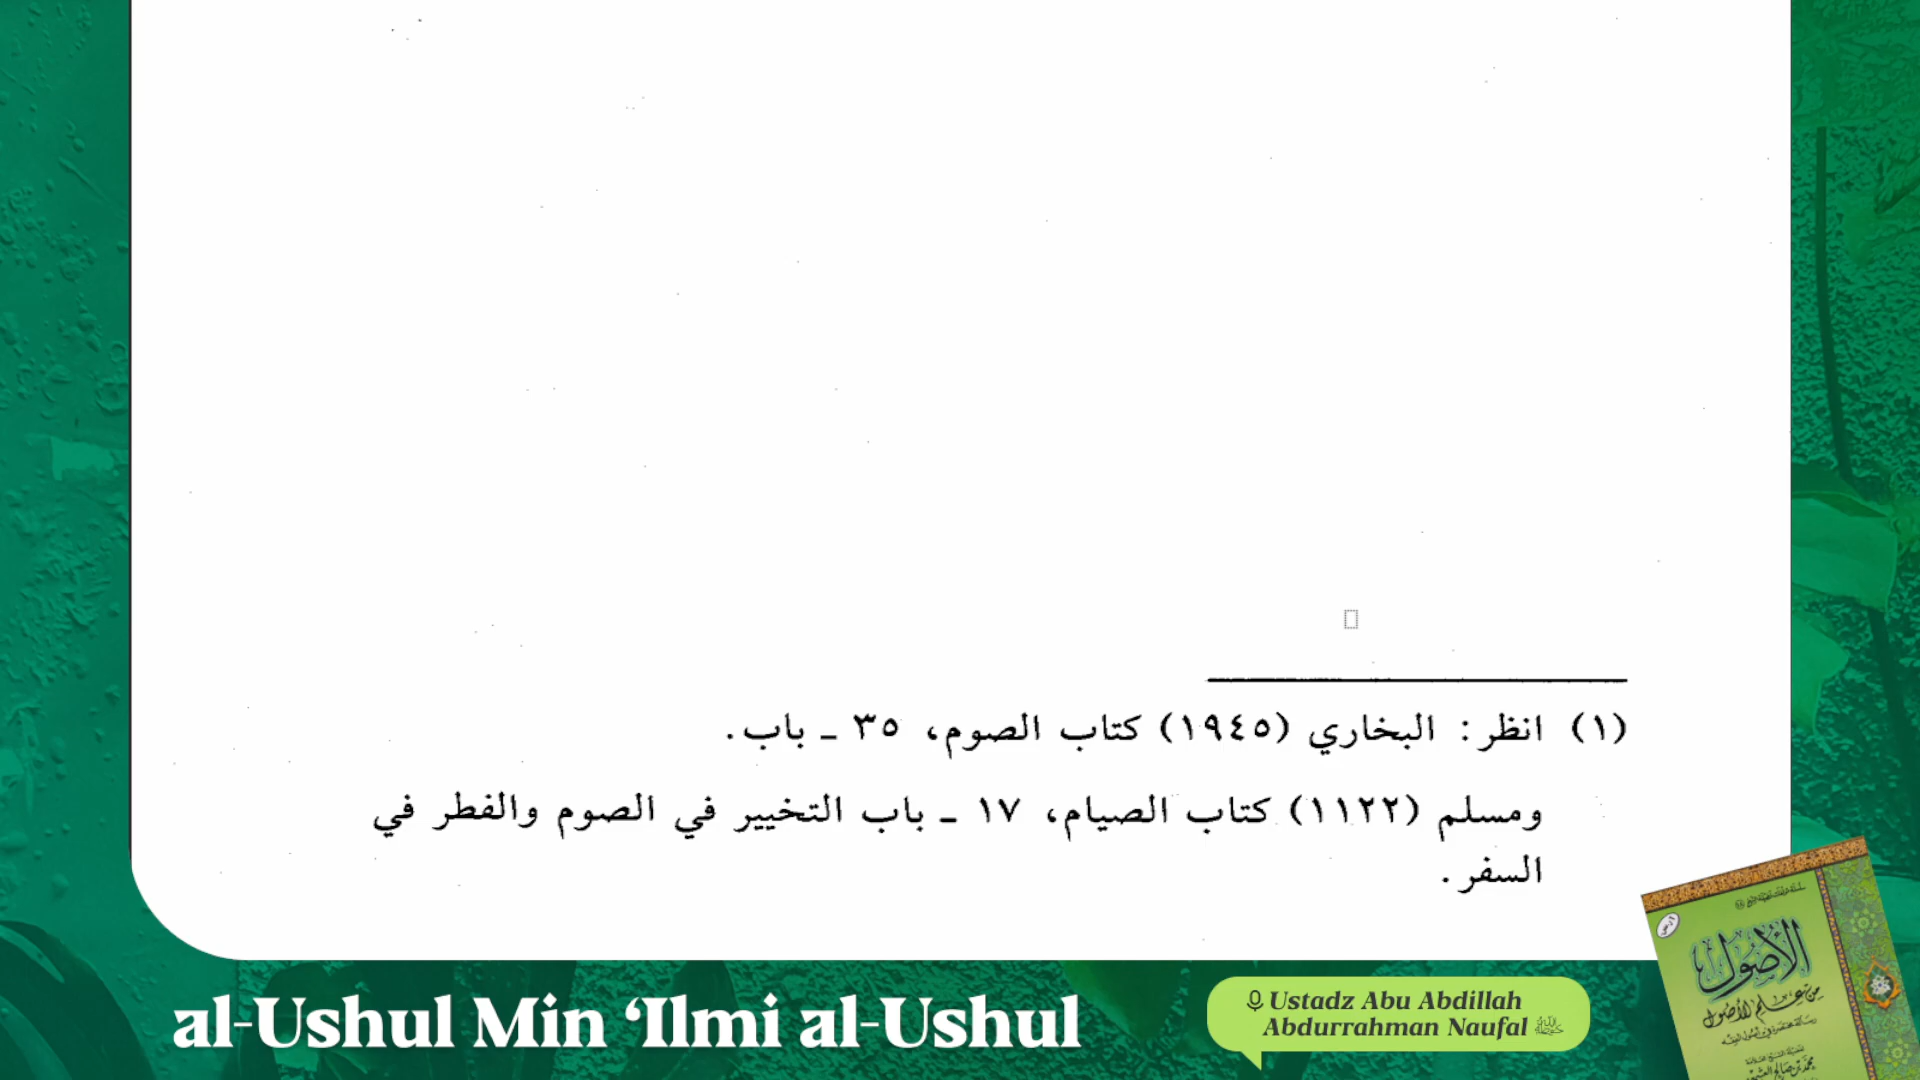 (١) انظر: البخاري (١٩٤٥) كتاب الصوم، ٣٥ ـ باب.
ومسلم (١١٢٢) كتاب الصيام، ١٧ ـ باب التخيير في الصوم والفطر في
السفر.
al-Ushul Min ‘Ilmi al-Ushul
Ustadz Abu Abdillah
Abdurrahman Naufal
الأصول
من علم الأصول